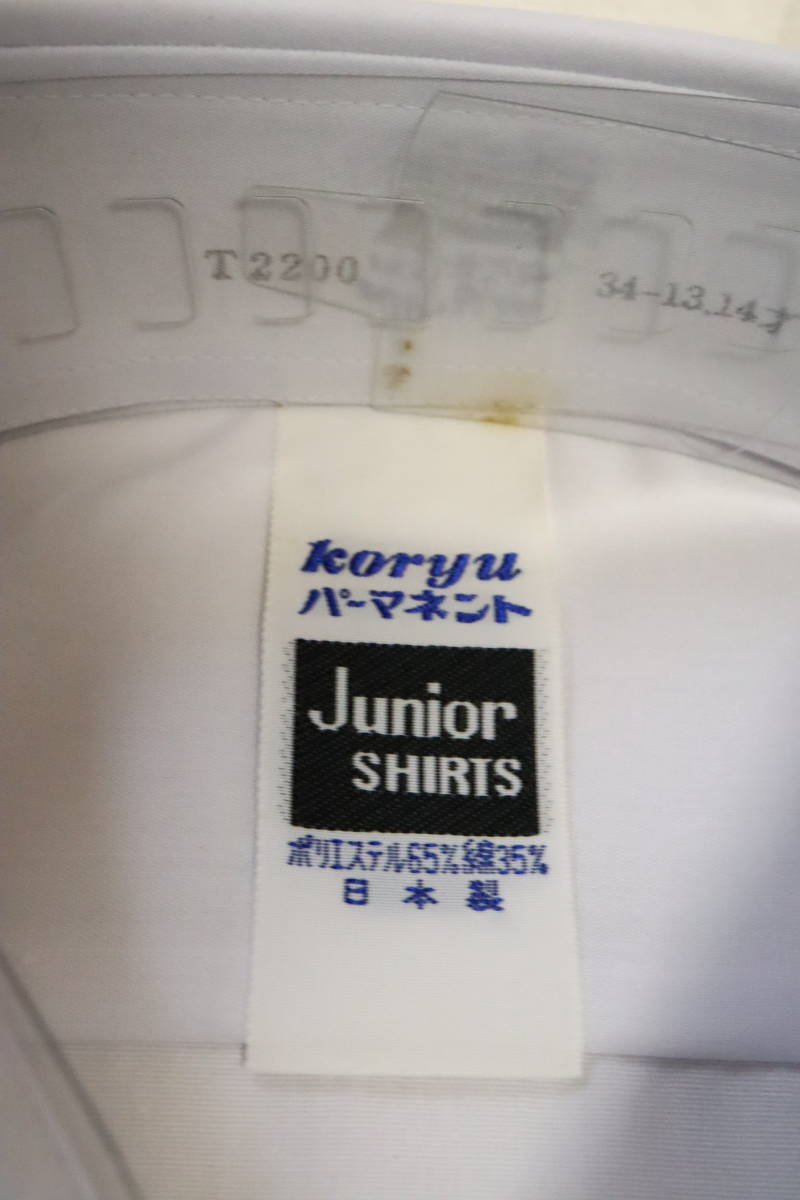 T2200
34-13.14才
koryu
パーマネント
Junior
SHIRTS
ポリエステル65%綿35%
日本製